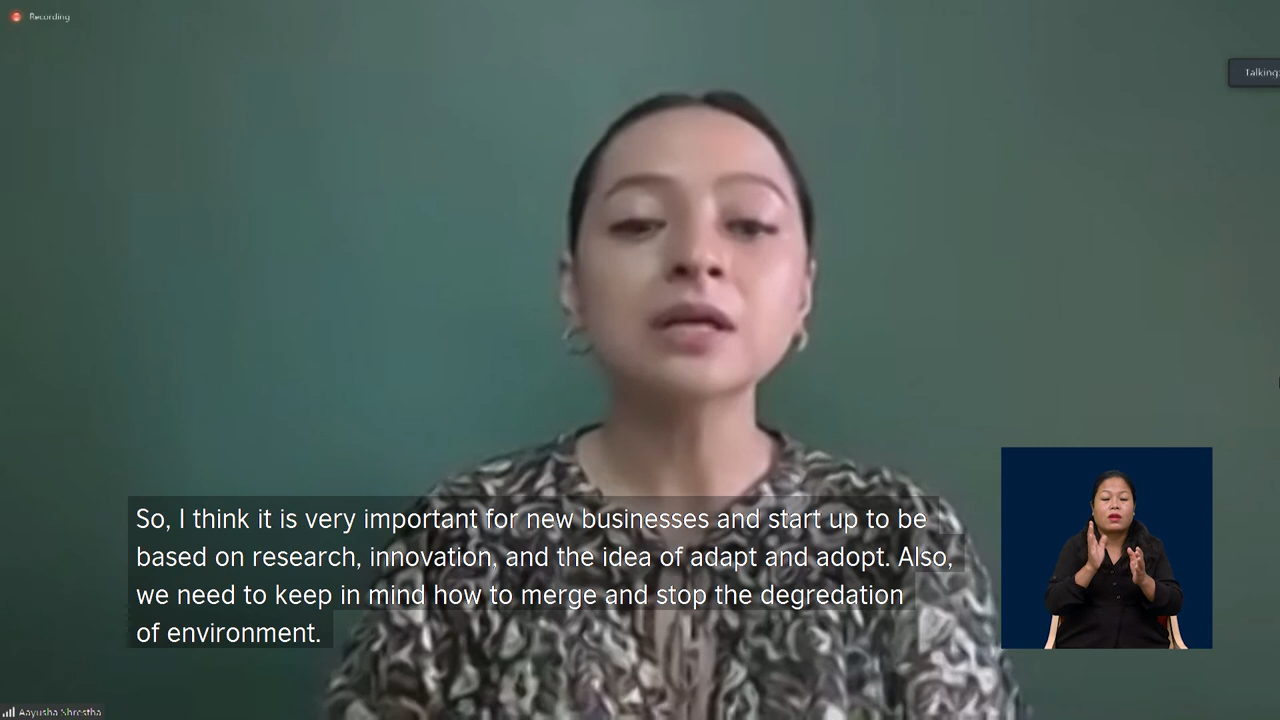 Recording
Talking:
So, I think it is very important for new businesses and start up to be
based on research, innovation, and the idea of adapt and adopt. Also,
we need to keep in mind how to merge and stop the degredation
of environment.
Aayusha Shrestha